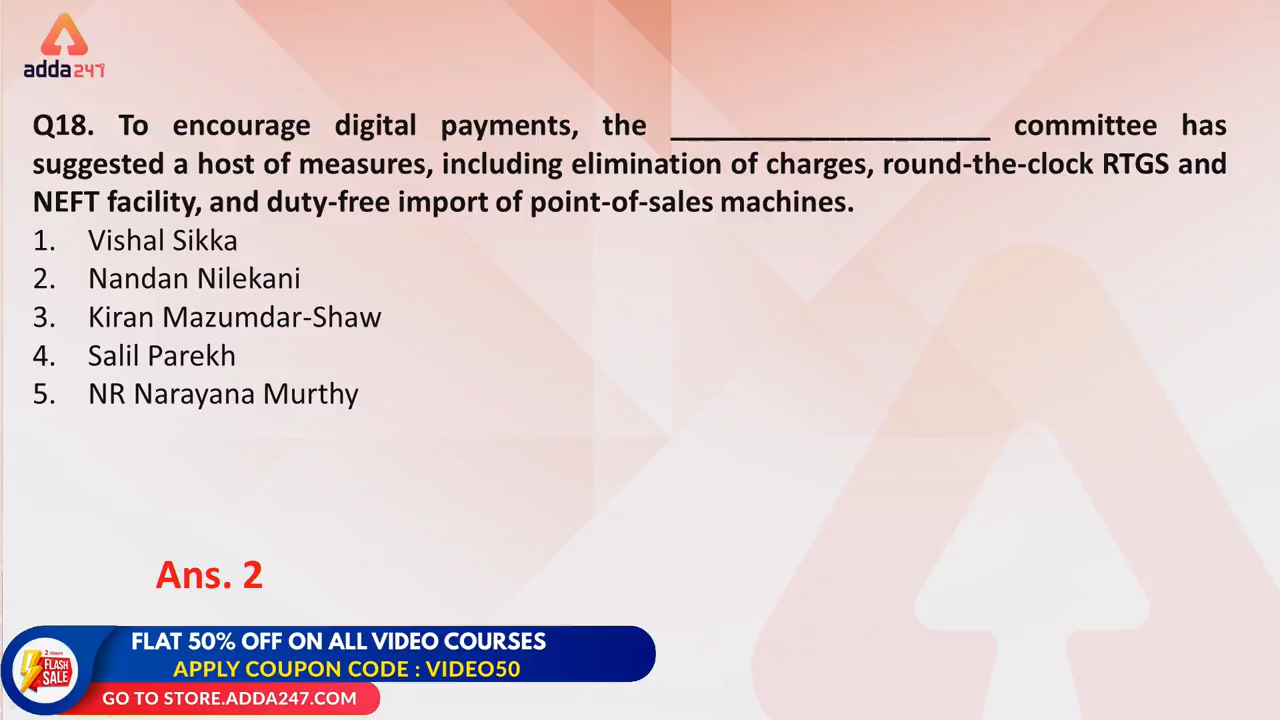 adda247
Q18. To encourage digital payments, the ____________________ committee has
suggested a host of measures, including elimination of charges, round-the-clock RTGS and
NEFT facility, and duty-free import of point-of-sales machines.
1. Vishal Sikka
2. Nandan Nilekani
3. Kiran Mazumdar-Shaw
4. Salil Parekh
5. NR Narayana Murthy
Ans. 2
FLAT 50% OFF ON ALL VIDEO COURSES
APPLY COUPON CODE : VIDEO50
2 Hours
FLASH
SALE
GO TO STORE.ADDA247.COM